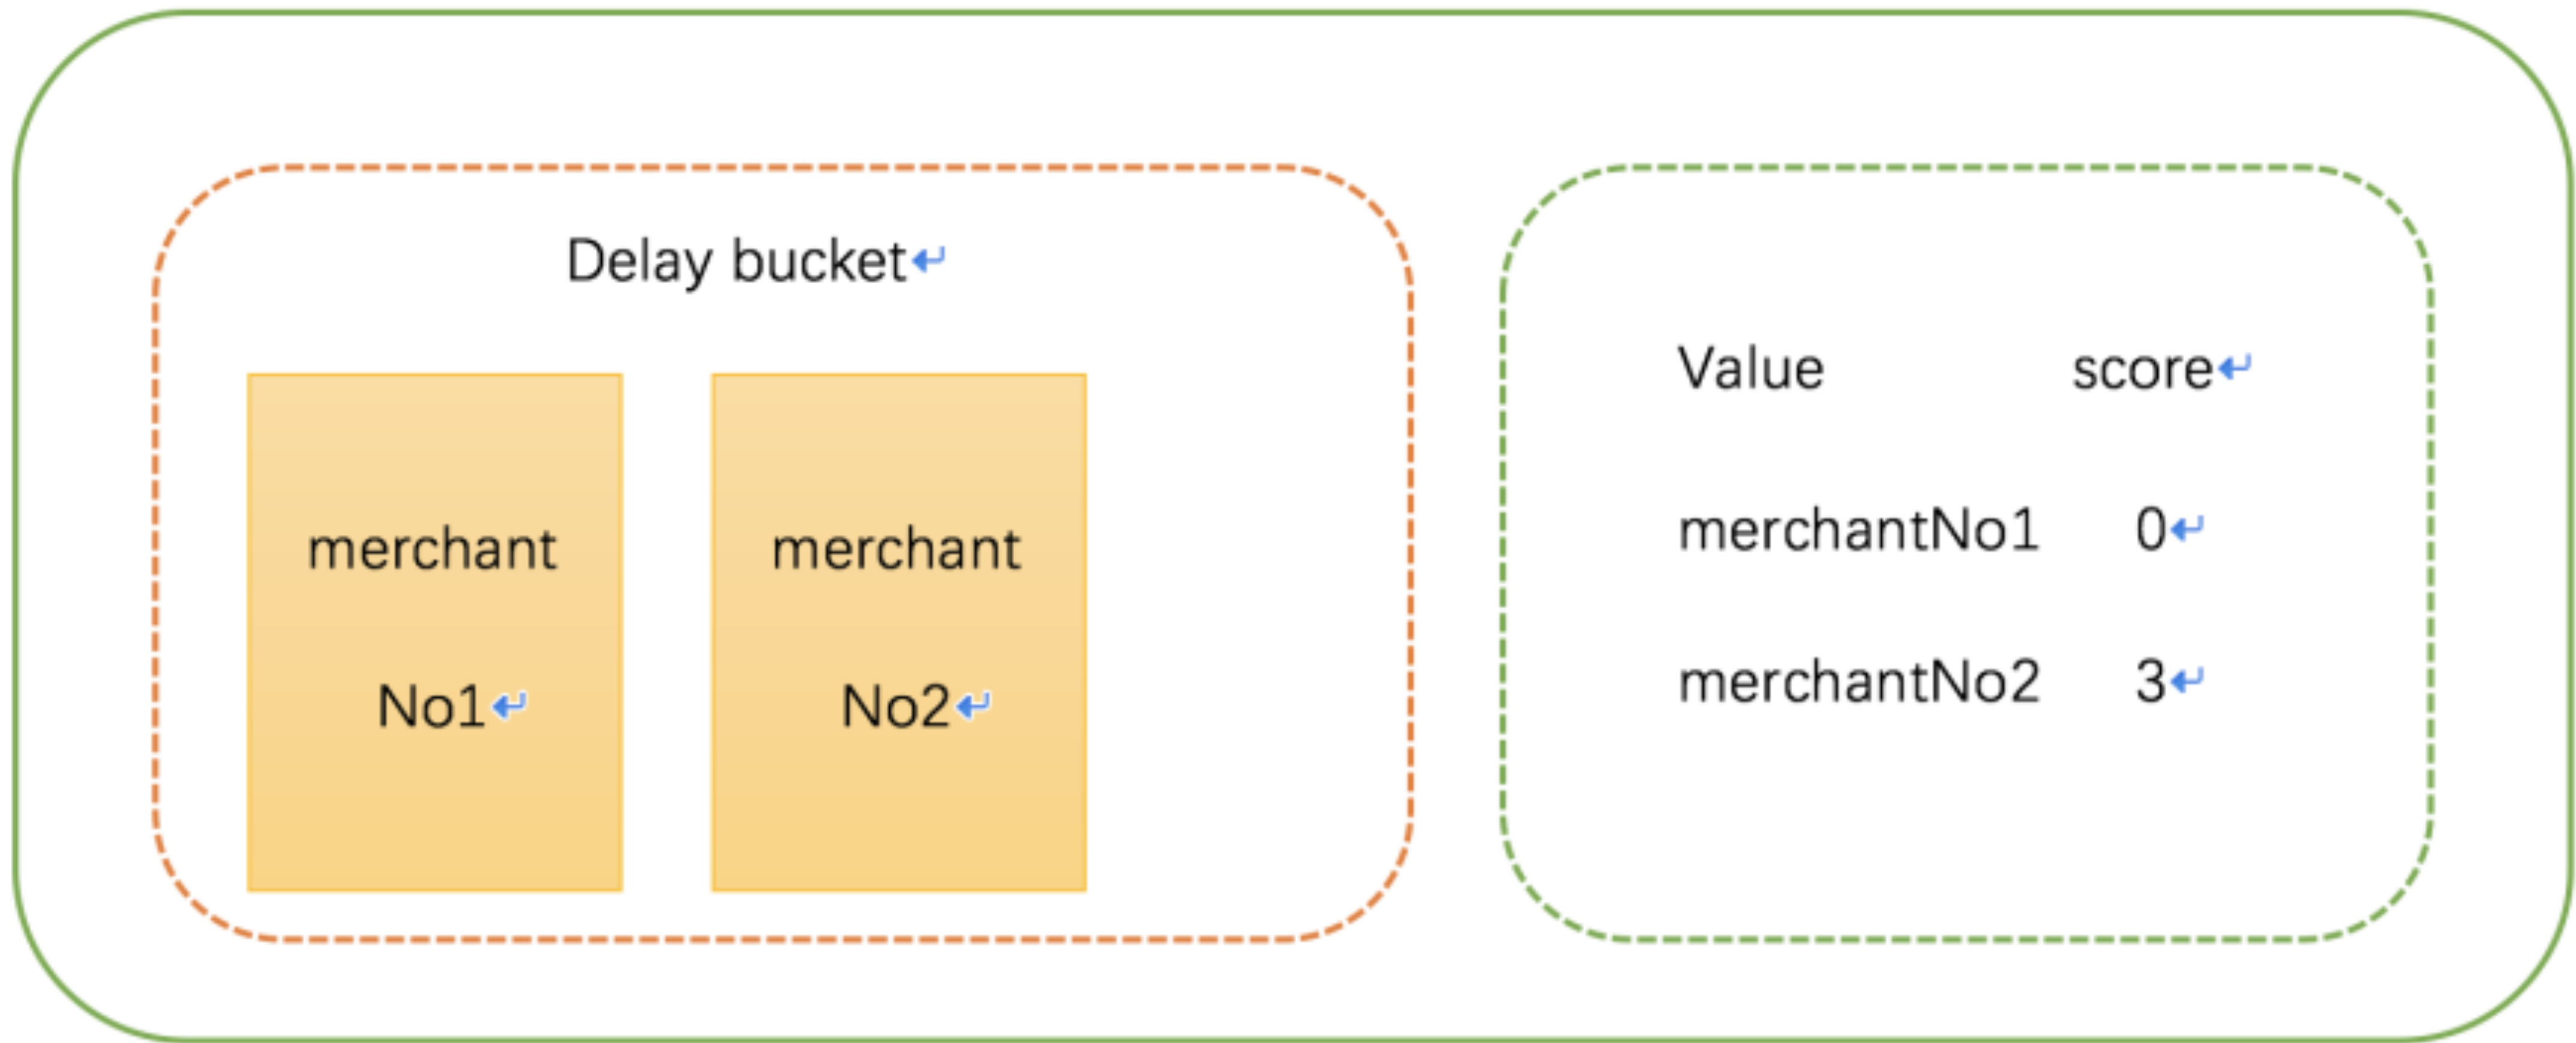 Delay bucket
merchant
No1
merchant
No2
Value score
merchantNo1 0
merchantNo2 3